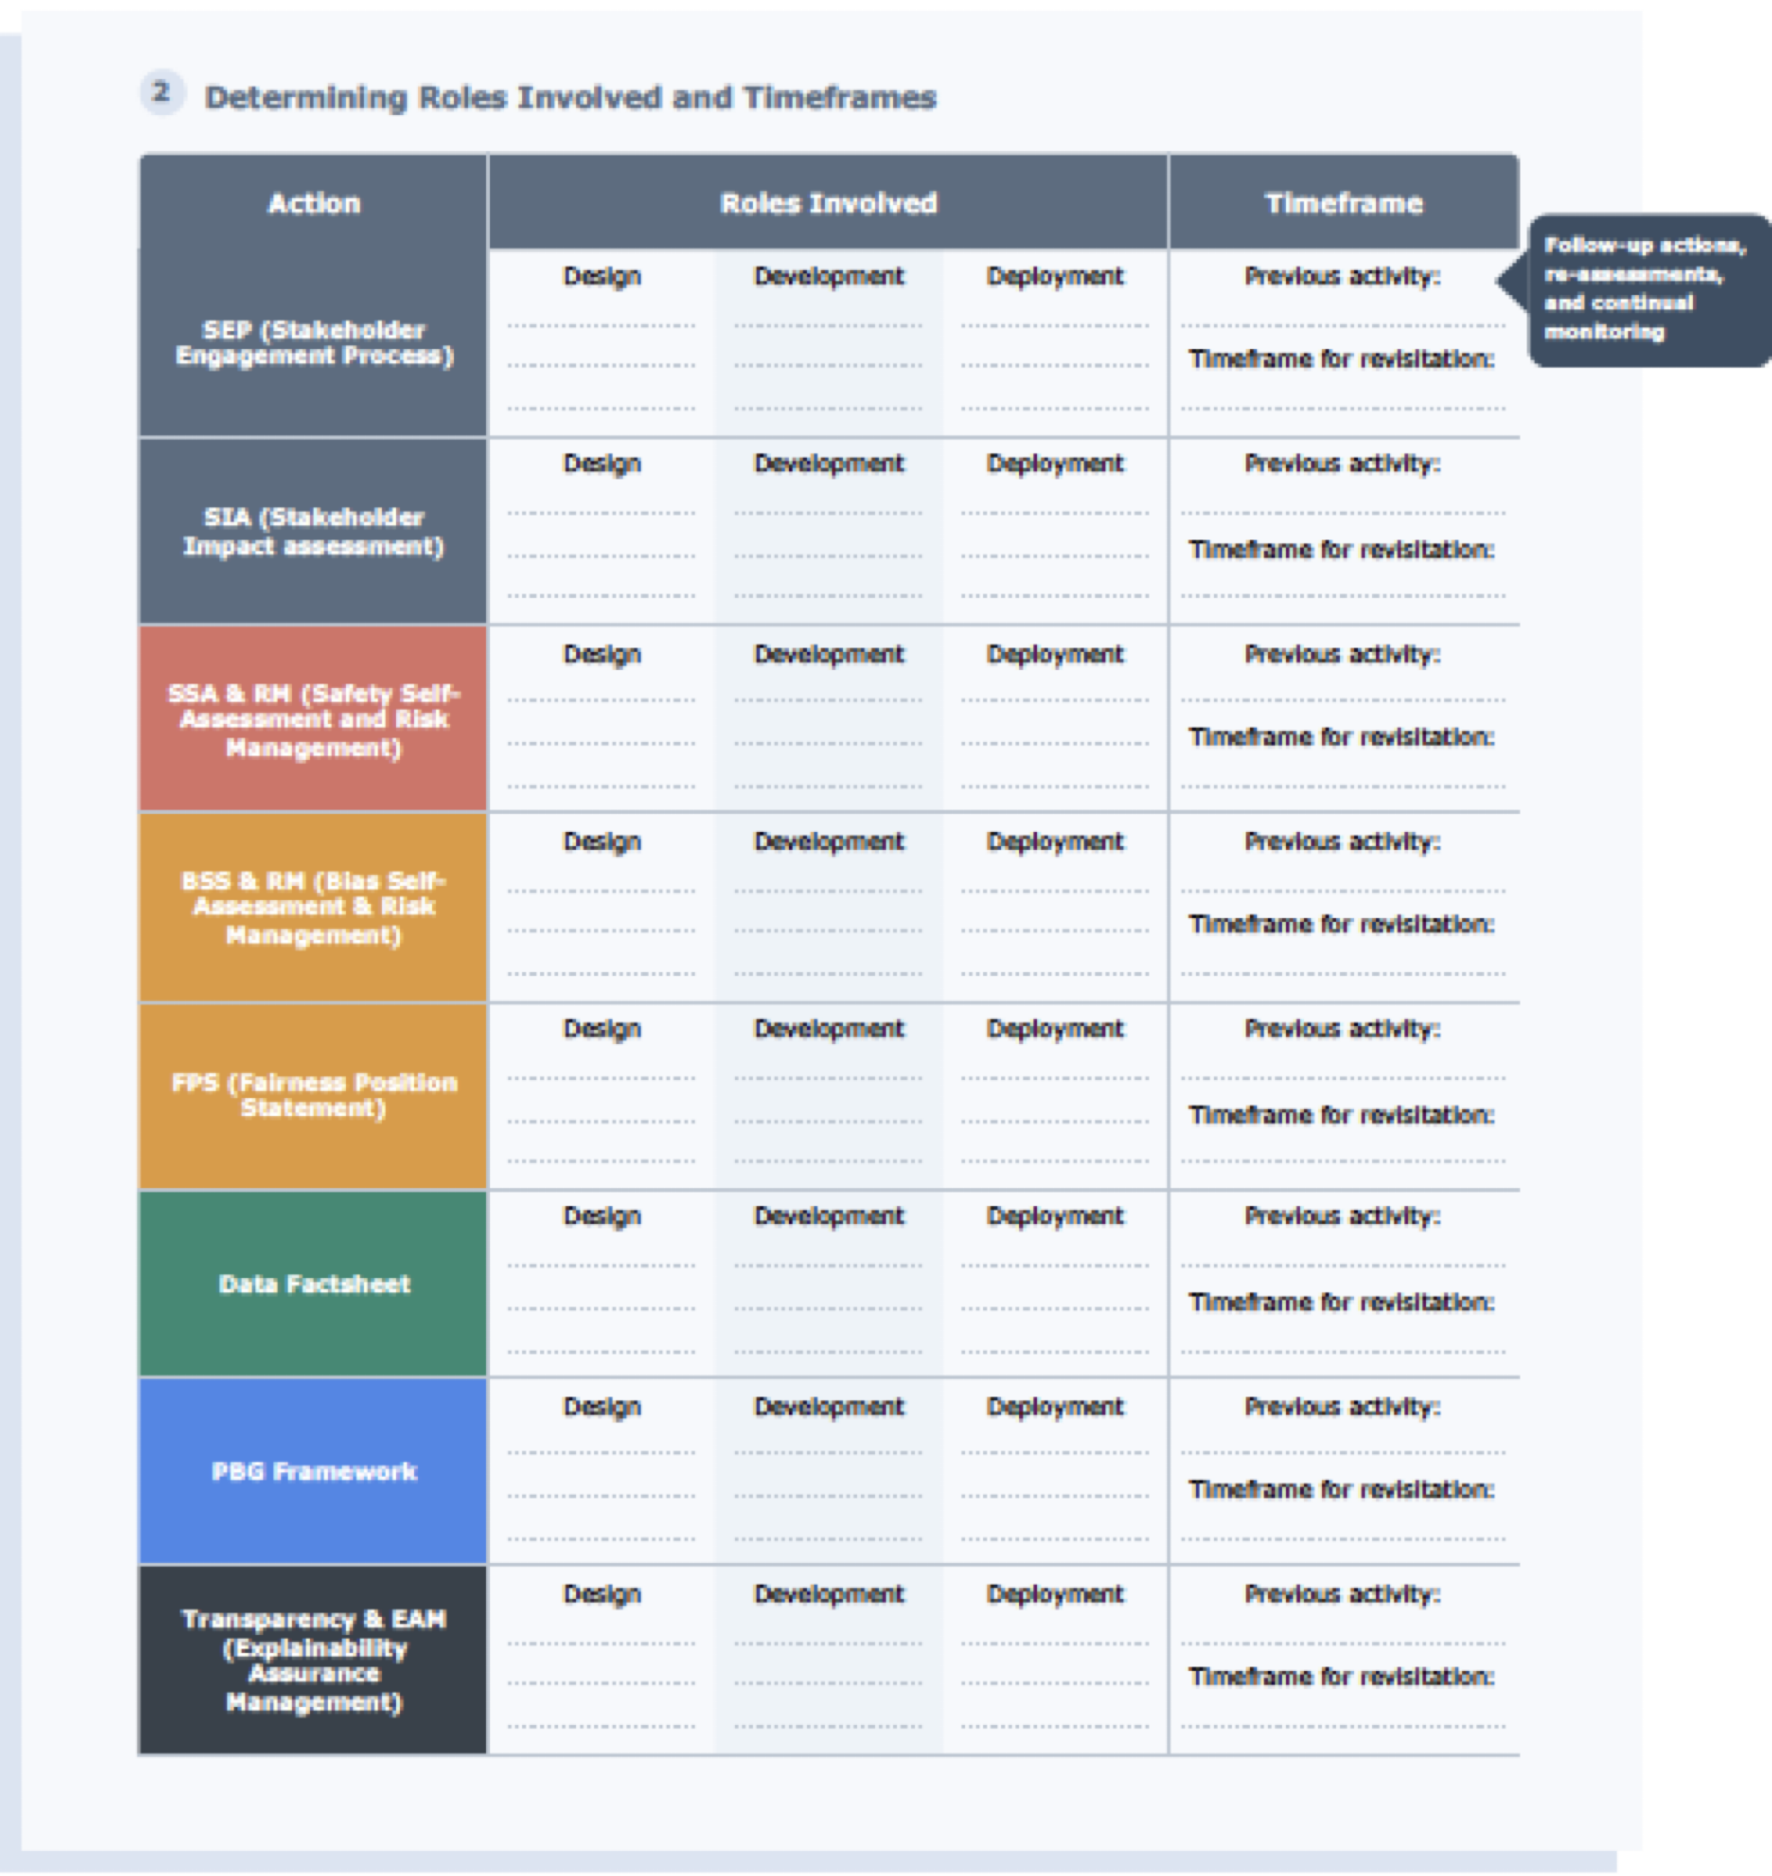 2 Determining Roles Involved and Timeframes
Action Roles Involved Timeframe
Follow-up actions,
re-assessments,
and continual
monitoring
SEP (Stakeholder
Engagement Process)
Design Development Deployment Previous activity:
Timeframe for revisitation:
SIA (Stakeholder
Impact assessment)
Design Development Deployment Previous activity:
Timeframe for revisitation:
SSA & RM (Safety Self-
Assessment and Risk
Management)
Design Development Deployment Previous activity:
Timeframe for revisitation:
BSS & RM (Bias Self-
Assessment & Risk
Management)
Design Development Deployment Previous activity:
Timeframe for revisitation:
FPS (Fairness Position
Statement)
Design Development Deployment Previous activity:
Timeframe for revisitation:
Data Factsheet
Design Development Deployment Previous activity:
Timeframe for revisitation:
PBG Framework
Design Development Deployment Previous activity:
Timeframe for revisitation:
Transparency & EAM
(Explainability
Assurance
Management)
Design Development Deployment Previous activity:
Timeframe for revisitation: